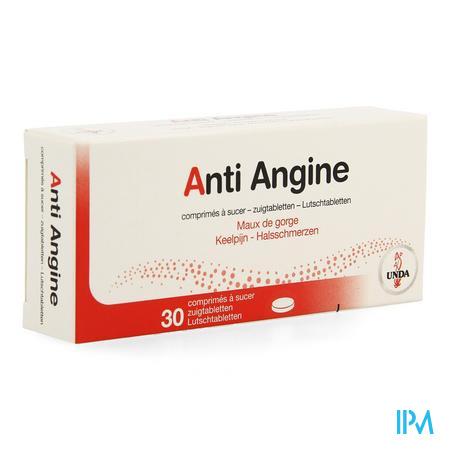 Anti Angine
comprimés à sucer – zuigtabletten – Lutschtabletten
Maux de gorge
Keelpijn - Halsschmerzen
UNDA
30 comprimés à sucer
zuigtabletten
Lutschtabletten
Anti Angine
comprimés à sucer
zuigtabletten
Lutschtabletten
IPM